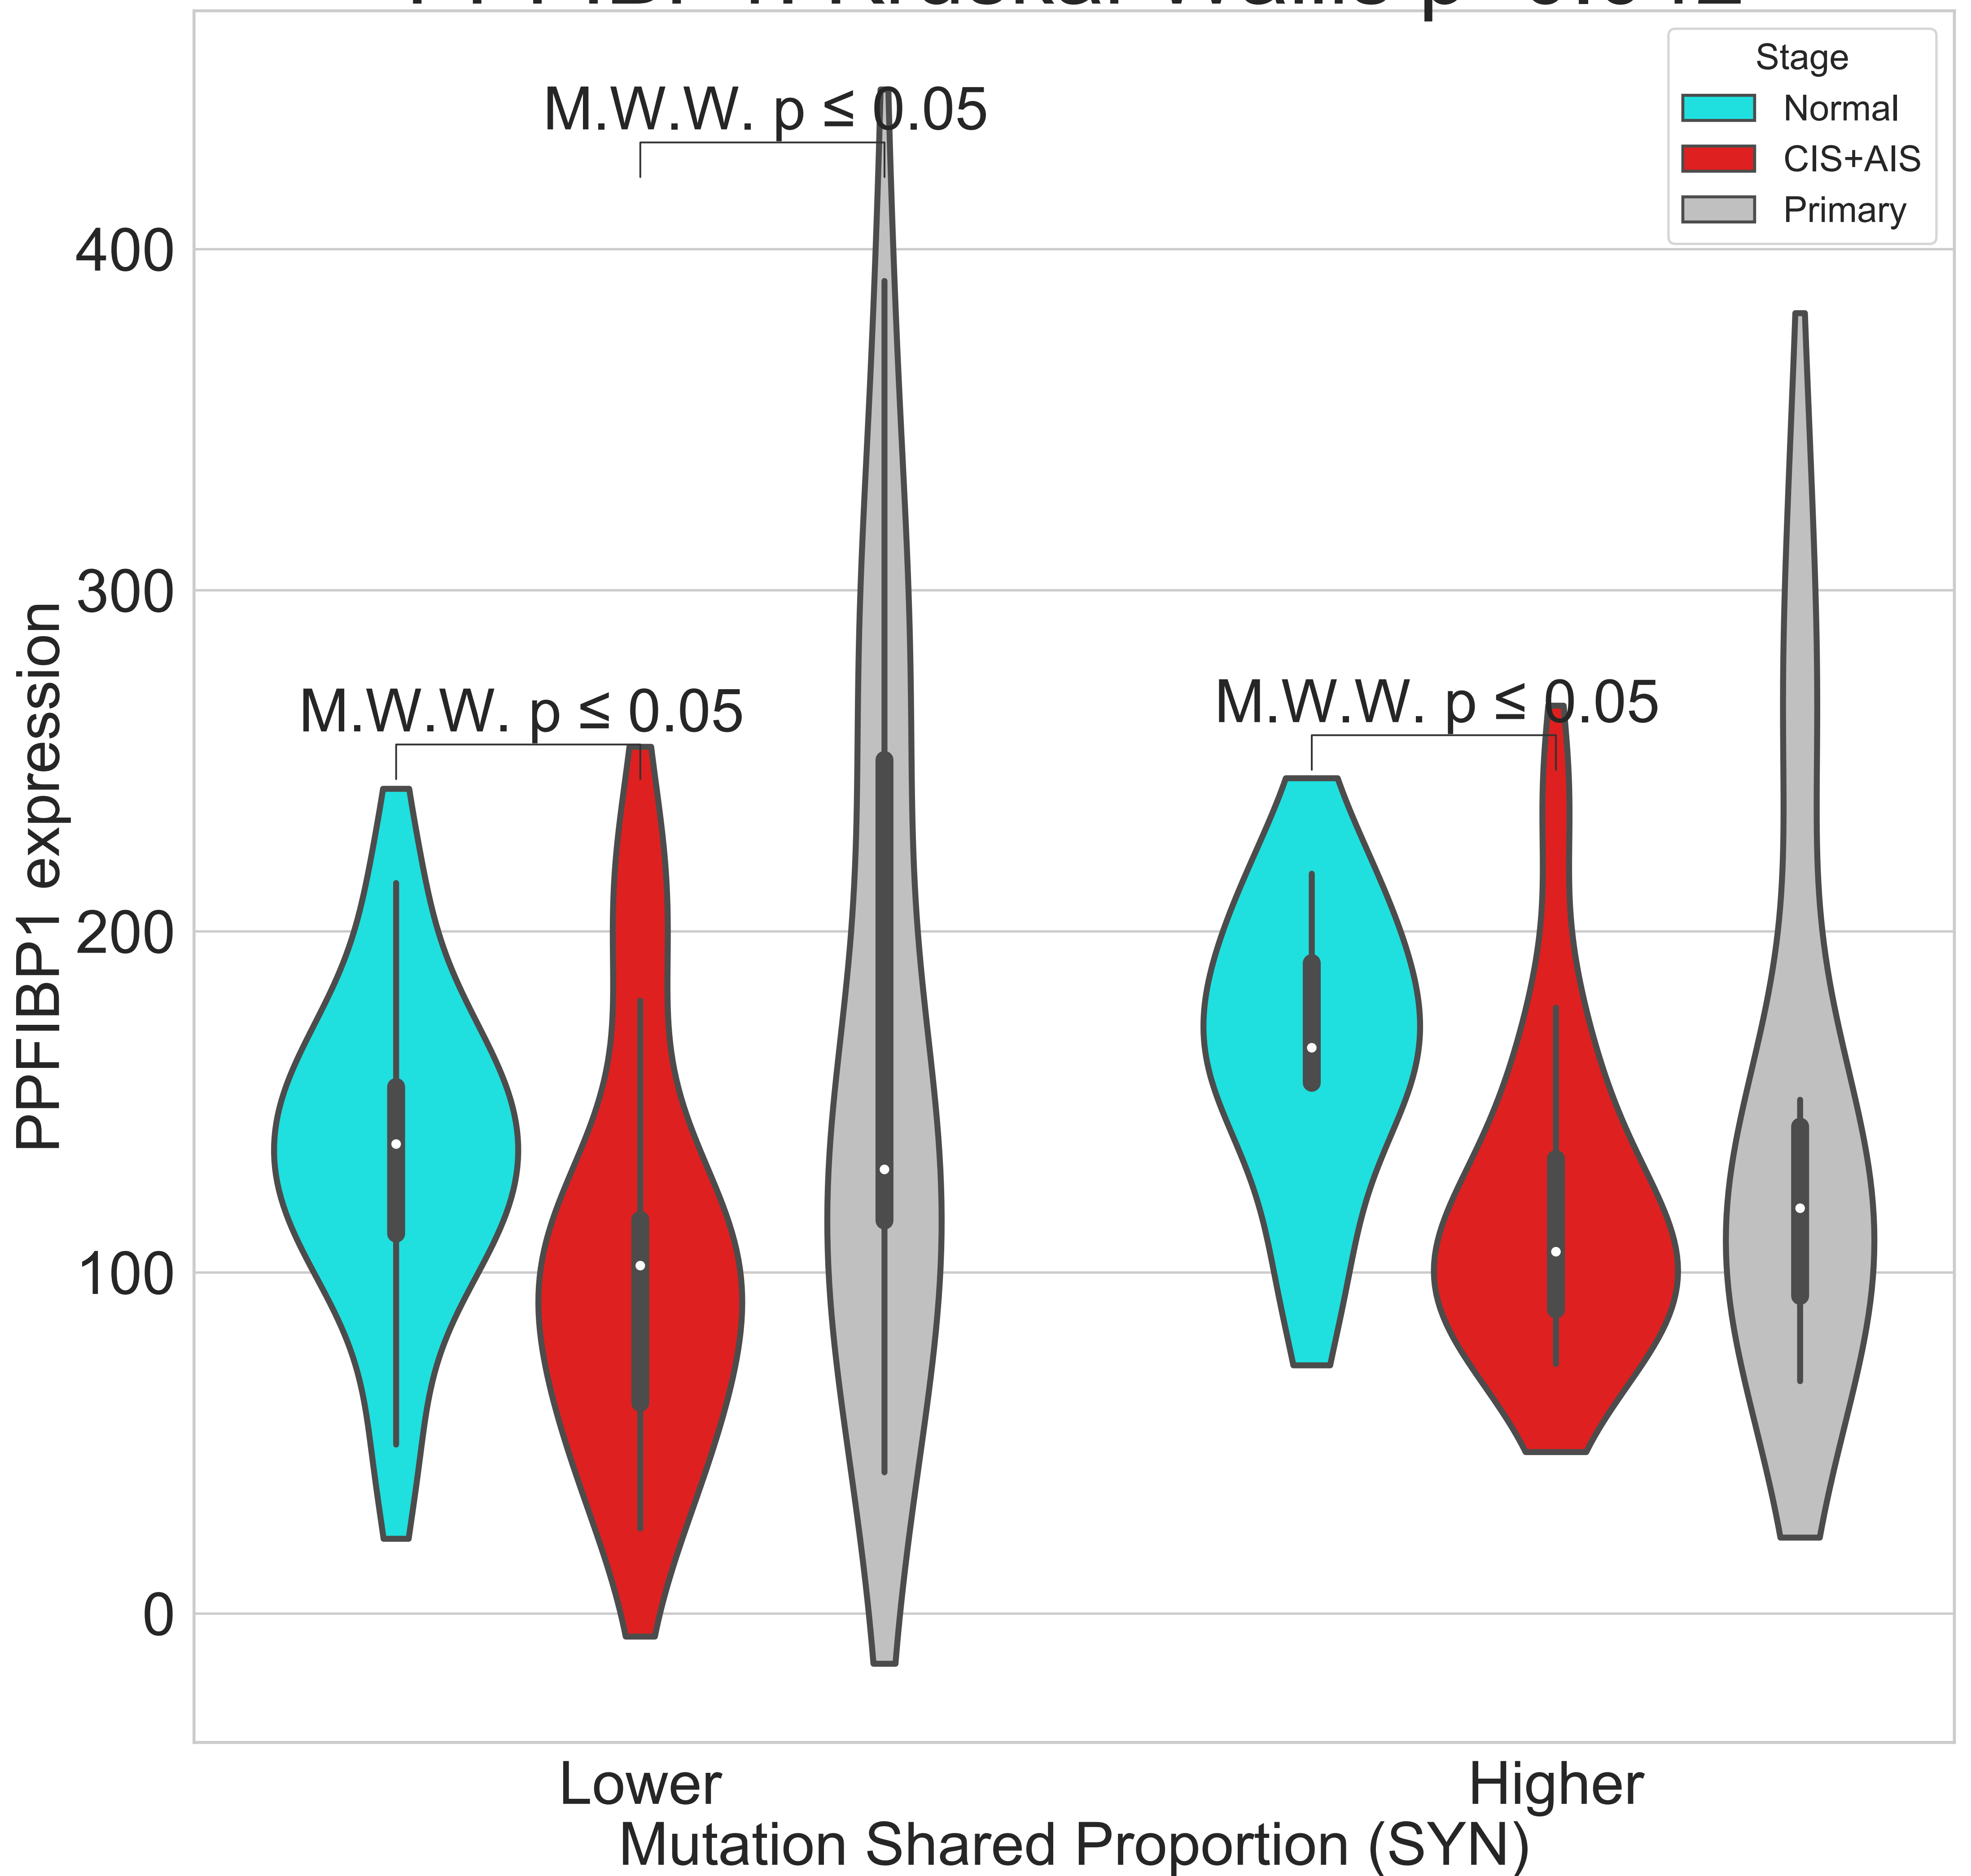 Stage
Normal
CIS+AIS
Primary
M.W.W. p ≤ 0.05
400
300
M.W.W. p ≤ 0.05
M.W.W. p ≤ 0.05
200
100
0
PPFIBP1 expression
Lower
Higher
Mutation Shared Proportion (SYN)